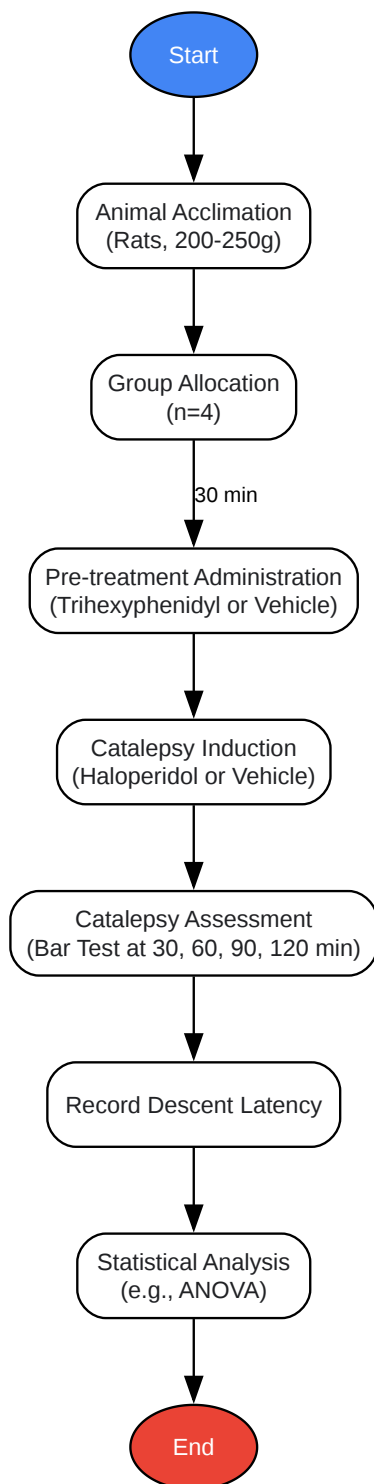 Start
Animal Acclimation
(Rats, 200-250g)
Group Allocation
(n=4)
30 min
Pre-treatment Administration
(Trihexyphenidyl or Vehicle)
Catalepsy Induction
(Haloperidol or Vehicle)
Catalepsy Assessment
(Bar Test at 30, 60, 90, 120 min)
Record Descent Latency
Statistical Analysis
(e.g., ANOVA)
End